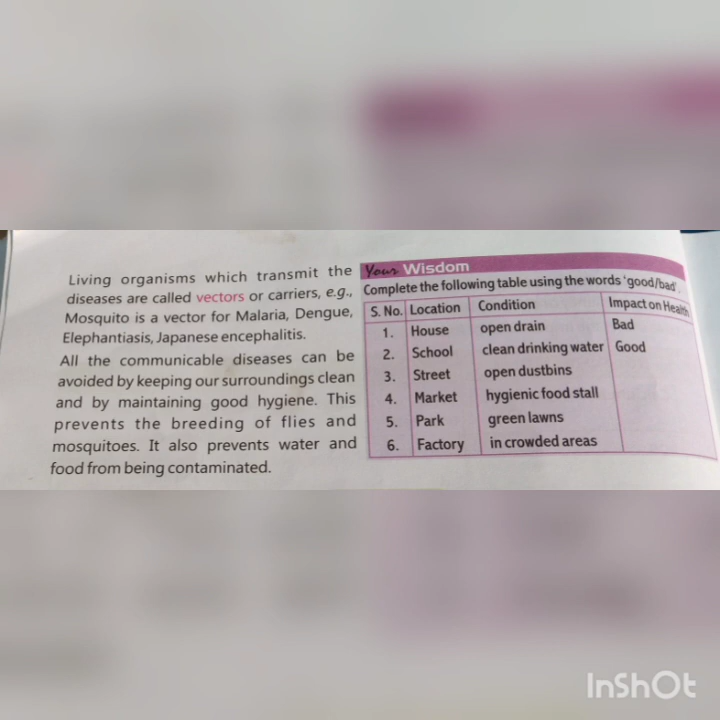 Living organisms which transmit the
diseases are called vectors or carriers, e.g.,
Mosquito is a vector for Malaria, Dengue,
Elephantiasis, Japanese encephalitis.
All the communicable diseases can be
avoided by keeping our surroundings clean
and by maintaining good hygiene. This
prevents the breeding of flies and
mosquitoes. It also prevents water and
food from being contaminated.
Your Wisdom
Complete the following table using the words 'good/bad'.
S. No. Location Condition Impact on Health
1. House open drain Bad
2. School clean drinking water Good
3. Street open dustbins
4. Market hygienic food stall
5. Park green lawns
6. Factory in crowded areas
InShOt